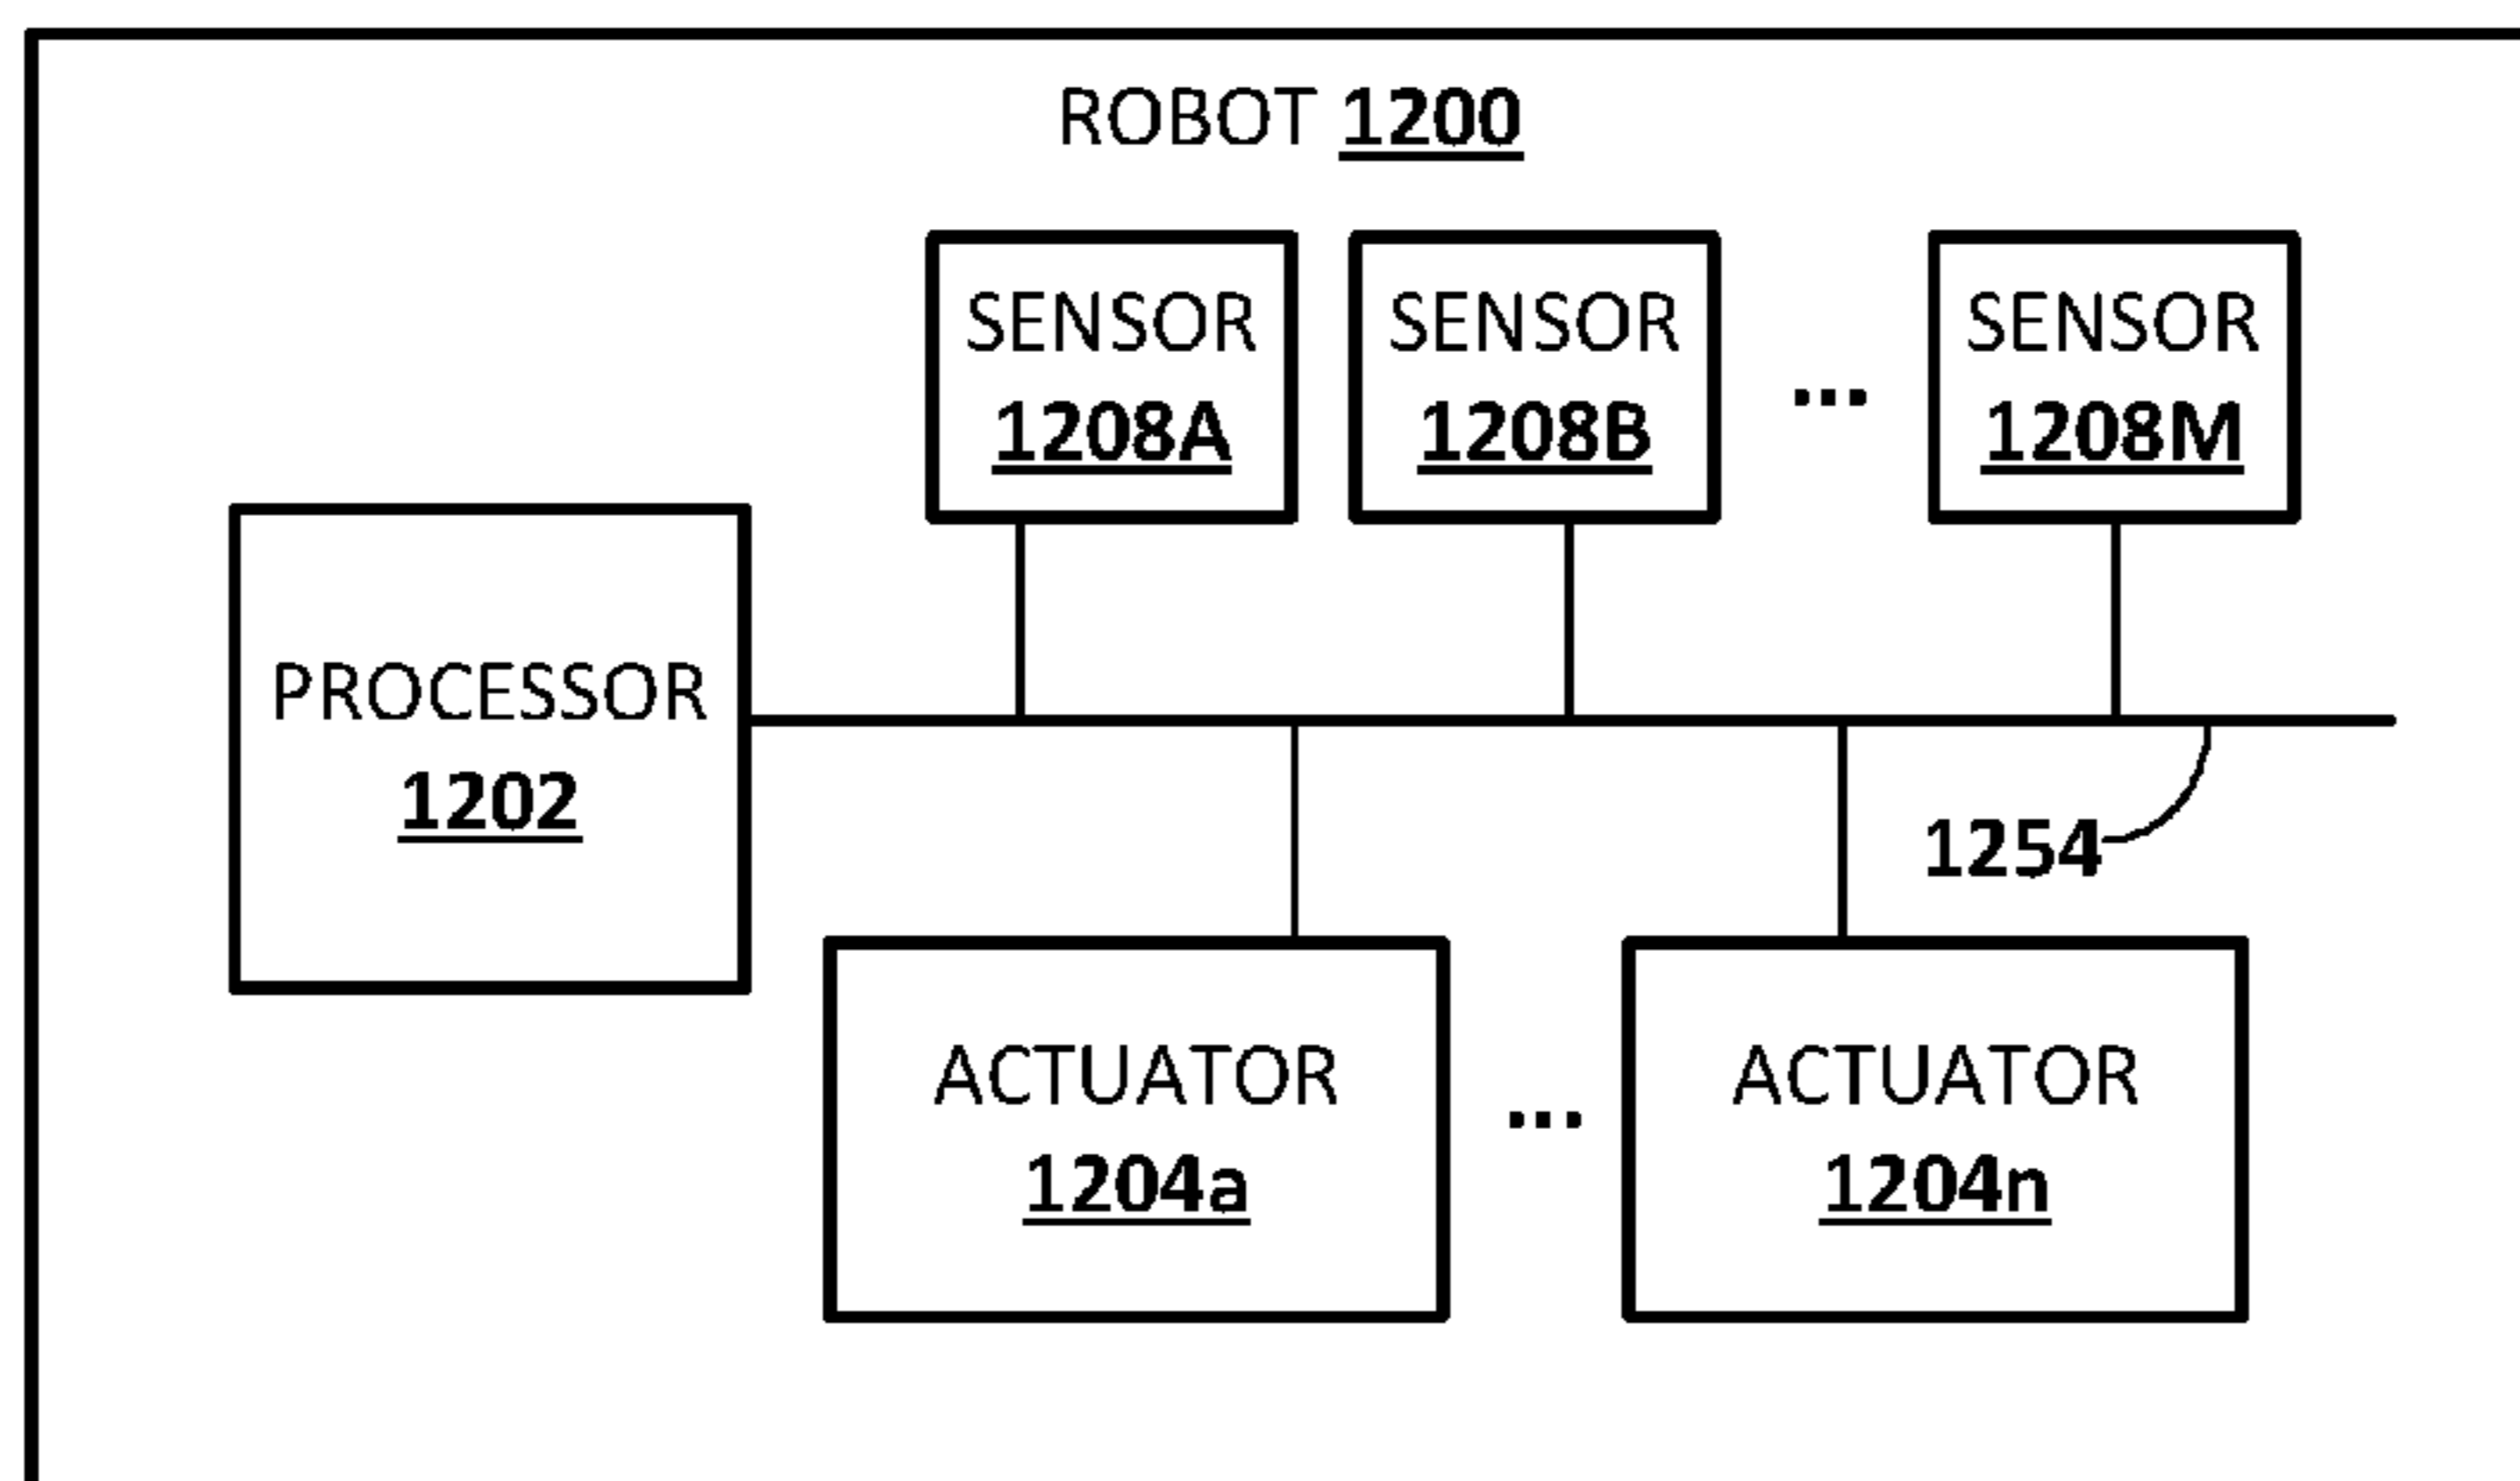 ROBOT 1200
SENSOR
1208A
SENSOR
1208B
...
SENSOR
1208M
PROCESSOR
1202
1254
ACTUATOR
1204a
...
ACTUATOR
1204n